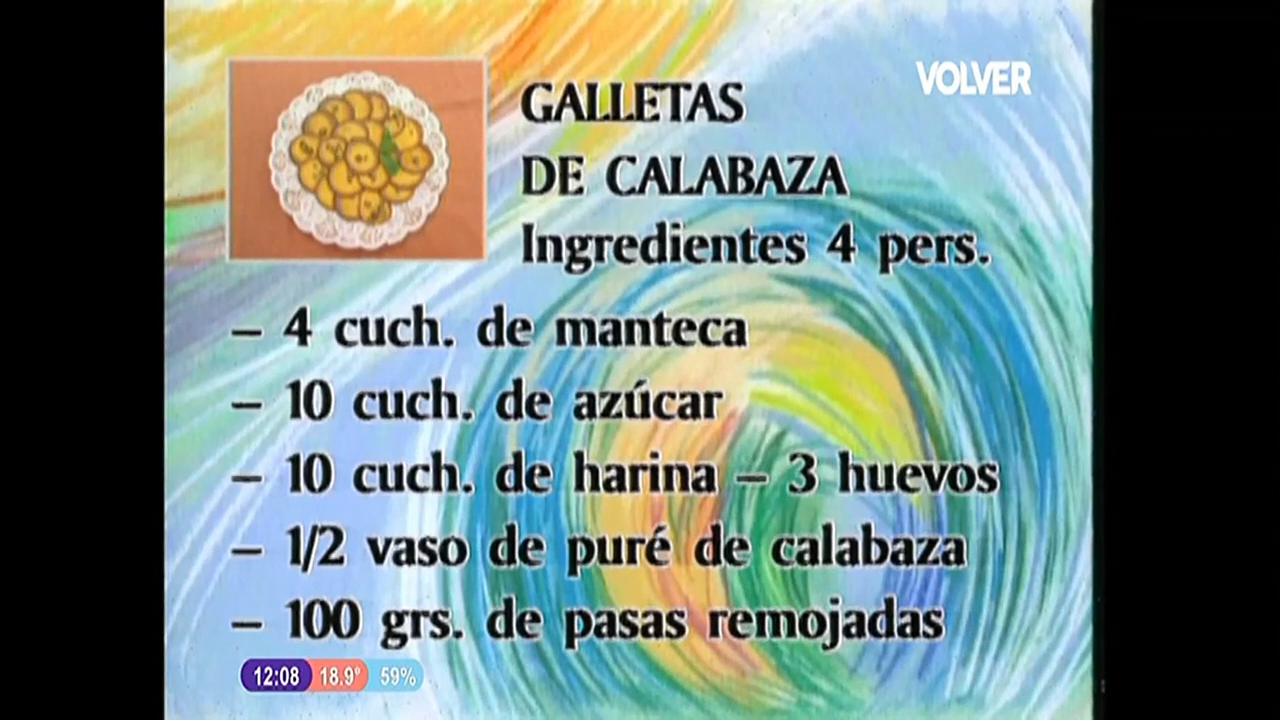 VOLVER
GALLETAS
DE CALABAZA
Ingredientes 4 pers.
– 4 cuch. de manteca
– 10 cuch. de azúcar
– 10 cuch. de harina – 3 huevos
– 1/2 vaso de puré de calabaza
– 100 grs. de pasas remojadas
12:08 18.9° 59%